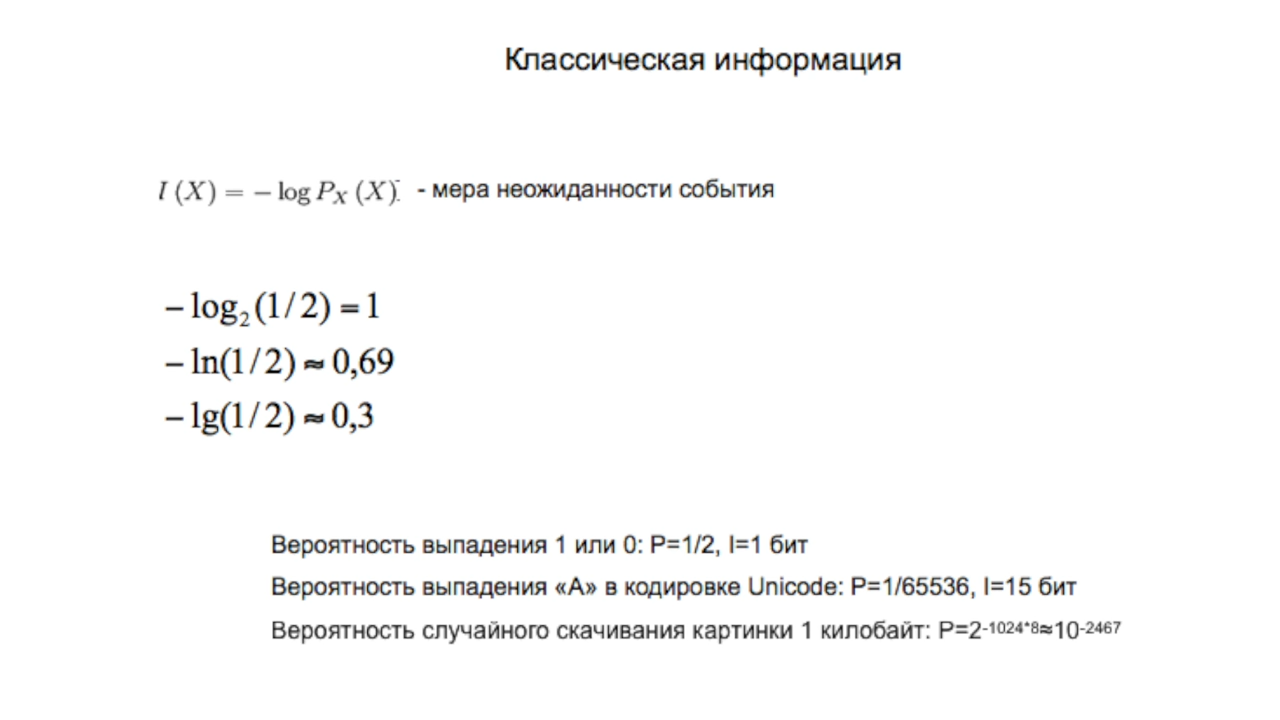 Классическая информация
I (X) = − log P_X (X). - мера неожиданности события
− log₂(1/2) = 1
− ln(1/2) ≈ 0,69
− lg(1/2) ≈ 0,3
Вероятность выпадения 1 или 0: P=1/2, I=1 бит
Вероятность выпадения «А» в кодировке Unicode: P=1/65536, I=15 бит
Вероятность случайного скачивания картинки 1 килобайт: P=2^-1024*8≈10^-2467